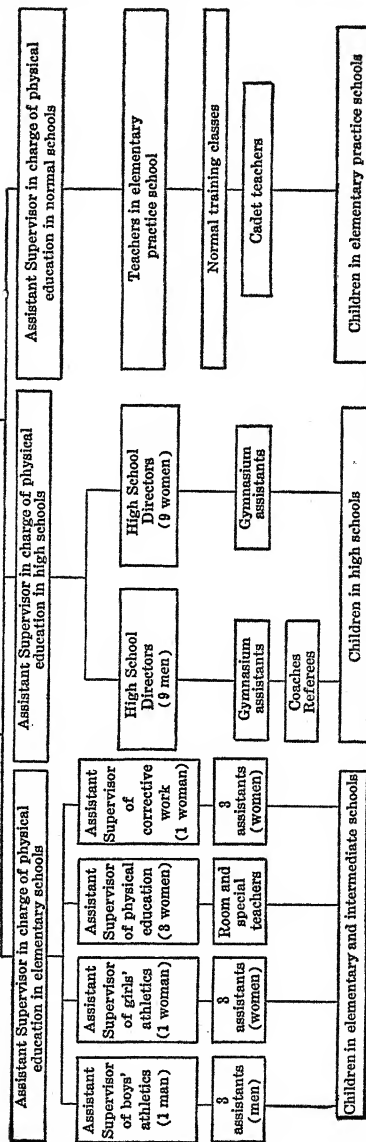 Assistant Supervisor in charge of physical
education in elementary schools
Assistant
Supervisor
of boys'
athletics
(1 man)
Assistant
Supervisor
of girls'
athletics
(1 woman)
Assistant
Supervisor
of physical
education
(3 women)
Assistant
Supervisor
of
corrective
work
(1 woman)
3
assistants
(men)
3
assistants
(women)
Room and
special
teachers
3
assistants
(women)
Children in elementary and intermediate schools
Assistant Supervisor in charge of physical
education in high schools
High School
Directors
(9 men)
High School
Directors
(9 women)
Gymnasium
assistants
Gymnasium
assistants
Coaches
Referees
Children in high schools
Assistant Supervisor in charge of physical
education in normal schools
Teachers in elementary
practice school
Normal training classes
Cadet teachers
Children in elementary practice schools